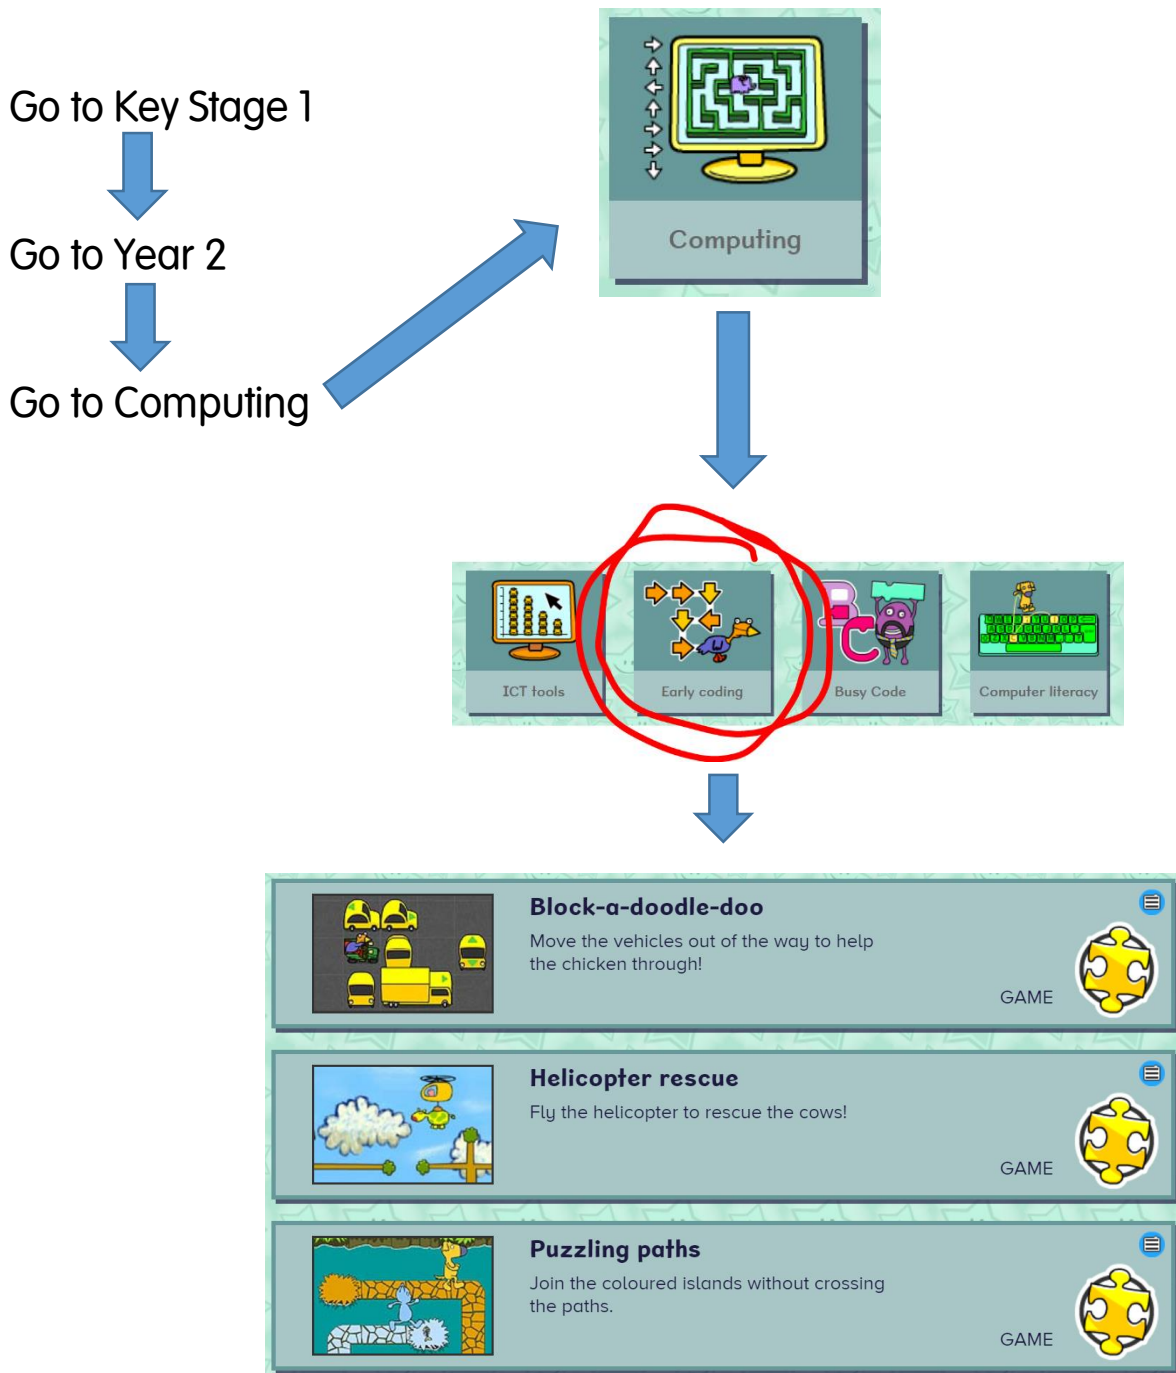 Go to Key Stage 1
Go to Year 2
Go to Computing
Computing
ICT tools
Early coding
Busy Code
Computer literacy
Block-a-doodle-doo
Move the vehicles out of the way to help
the chicken through!
GAME
Helicopter rescue
Fly the helicopter to rescue the cows!
GAME
Puzzling paths
Join the coloured islands without crossing
the paths.
GAME